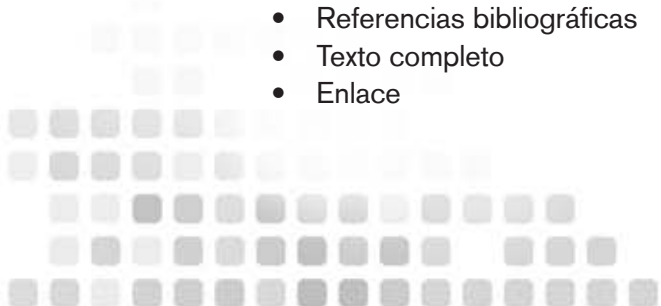 • Referencias bibliográficas
• Texto completo
• Enlace